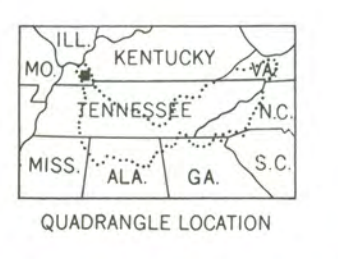 ILL.
KENTUCKY
MO.
VA.
TENNESSEE
N.C.
MISS.
ALA.
GA.
S.C.
QUADRANGLE LOCATION